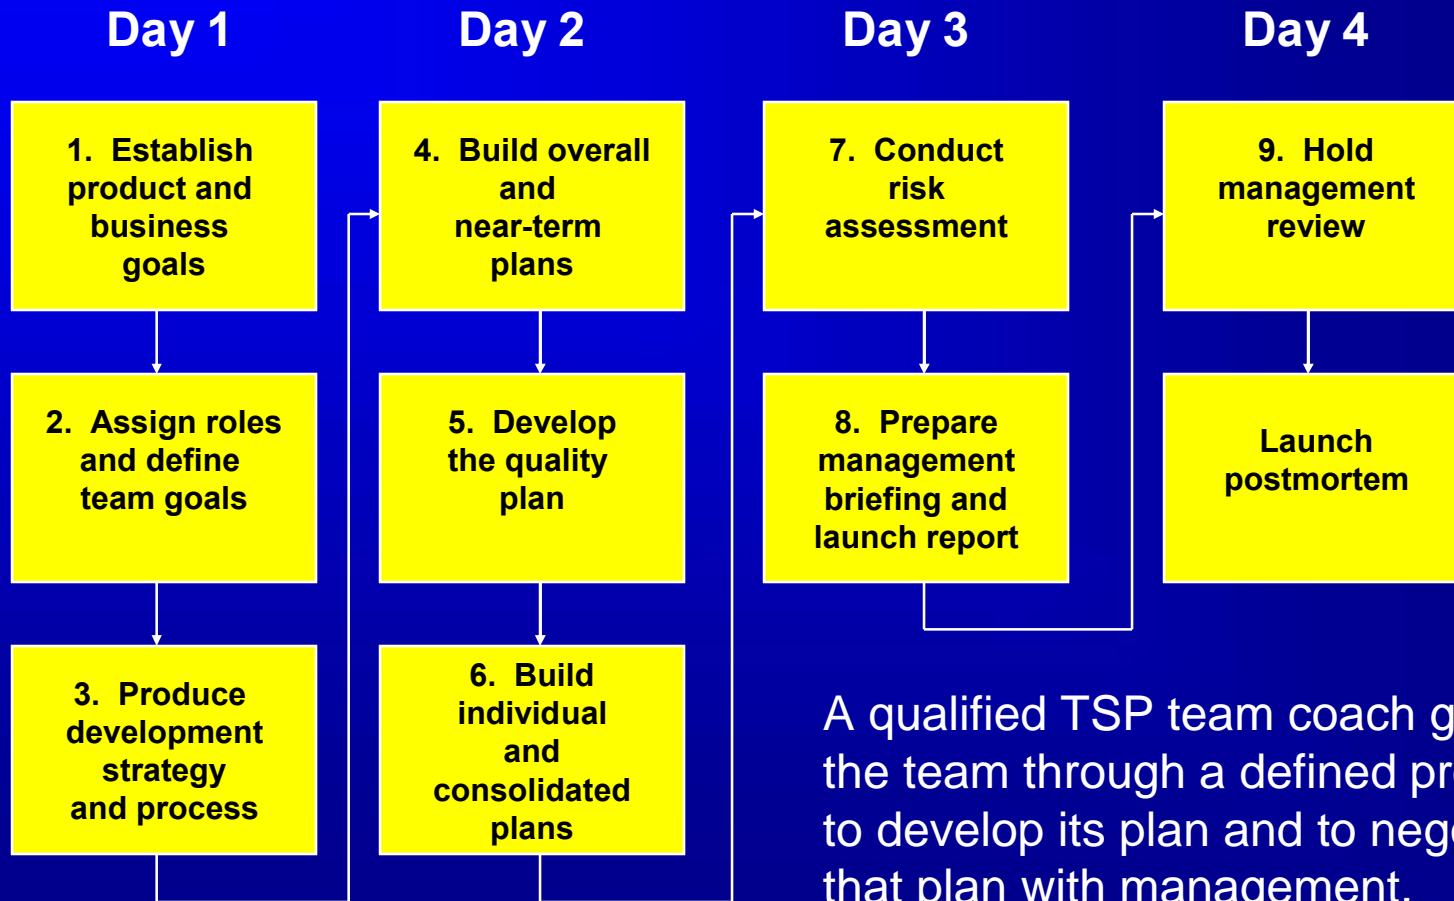 Day 1
Day 2
Day 3
Day 4
1. Establish
product and
business
goals
2. Assign roles
and define
team goals
3. Produce
development
strategy
and process
4. Build overall
and
near-term
plans
5. Develop
the quality
plan
6. Build
individual
and
consolidated
plans
7. Conduct
risk
assessment
8. Prepare
management
briefing and
launch report
9. Hold
management
review
Launch
postmortem
A qualified TSP team coach
the team through a defined
to develop its plan and to
that plan with management.